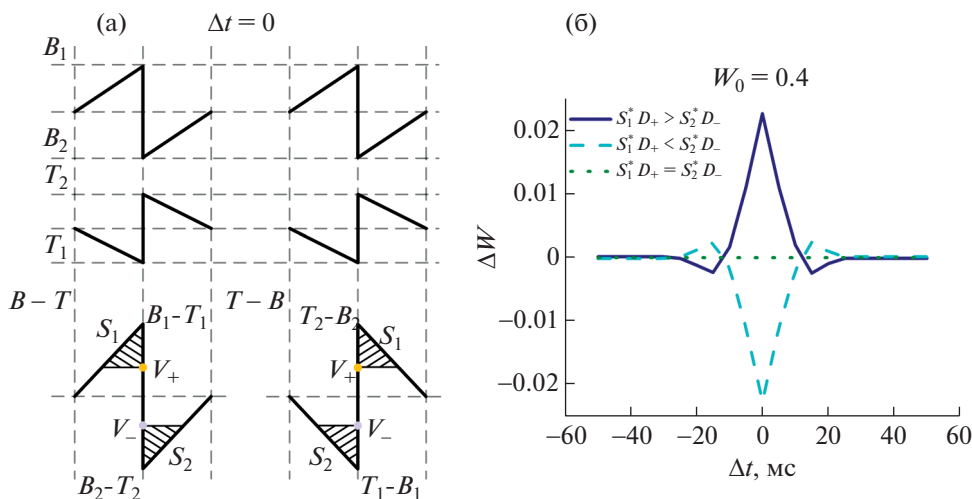 (а)
Δt = 0
B₁
B₂
T₂
T₁
B – T
T – B
S₁
B₁-T₁
V₊
V₋
S₂
B₂-T₂
T₂-B₂
S₁
V₊
V₋
S₂
T₁-B₁
(б)
W₀ = 0.4
S₁* D₊ > S₂* D₋
S₁* D₊ < S₂* D₋
S₁* D₊ = S₂* D₋
ΔW
0.02
0.01
0
–0.01
–0.02
–60 –40 –20 0 20 40 60
Δt, мс